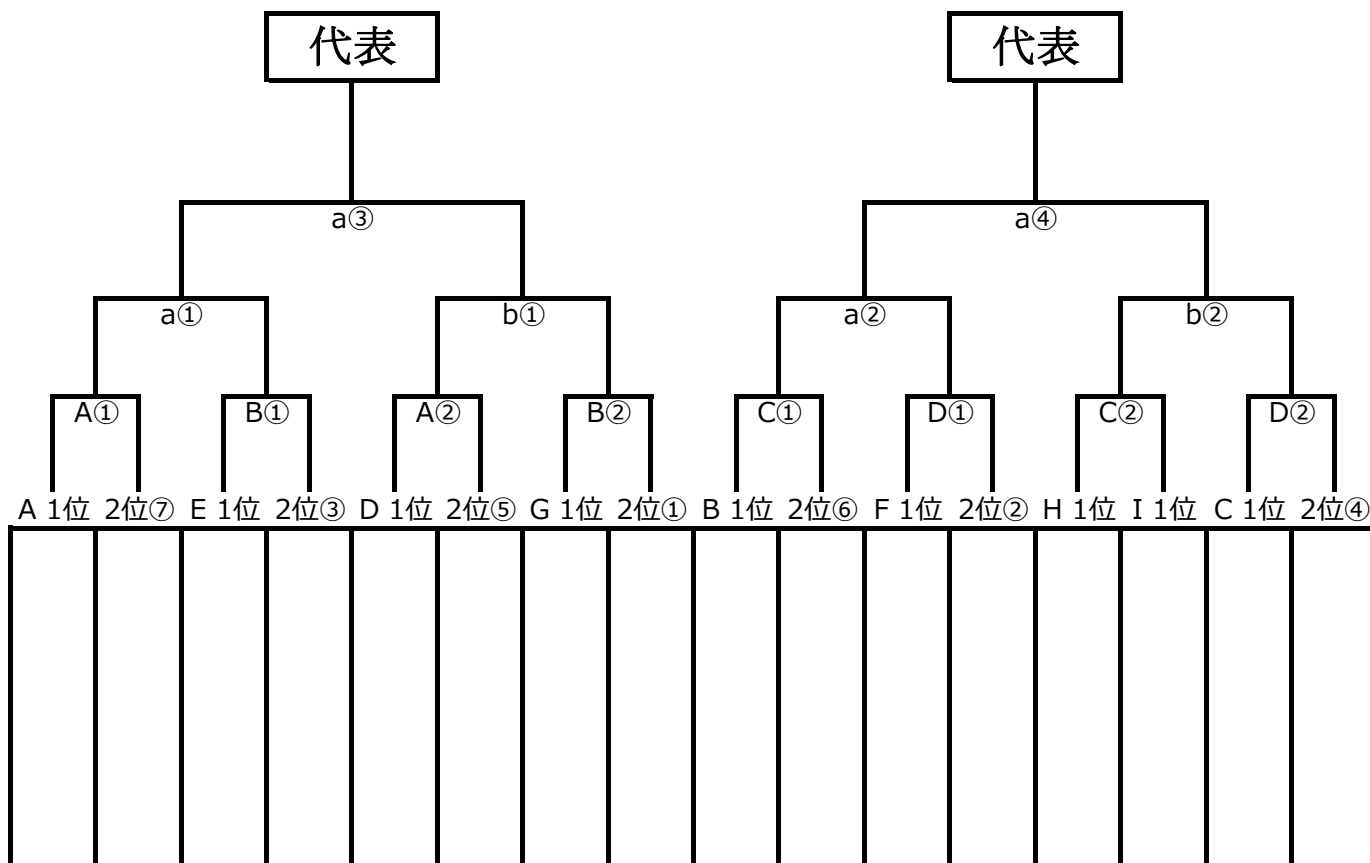 代表 代表
a③ a④
a① b① a② b②
A① B① A② B② C① D① C② D②
A 1位 2位⑦ E 1位 2位③ D 1位 2位⑤ G 1位 2位① B 1位 2位⑥ F 1位 2位② H 1位 I 1位 C 1位 2位④